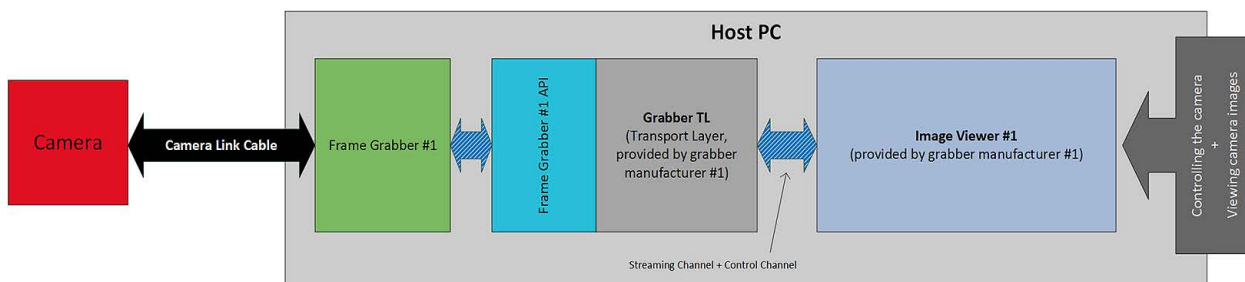 Host PC
Camera
Camera Link Cable
Frame Grabber #1
Frame Grabber #1 API
Grabber TL
(Transport Layer,
provided by grabber
manufacturer #1)
Image Viewer #1
(provided by grabber manufacturer #1)
Controlling the camera
+
Viewing camera images
Streaming Channel + Control Channel